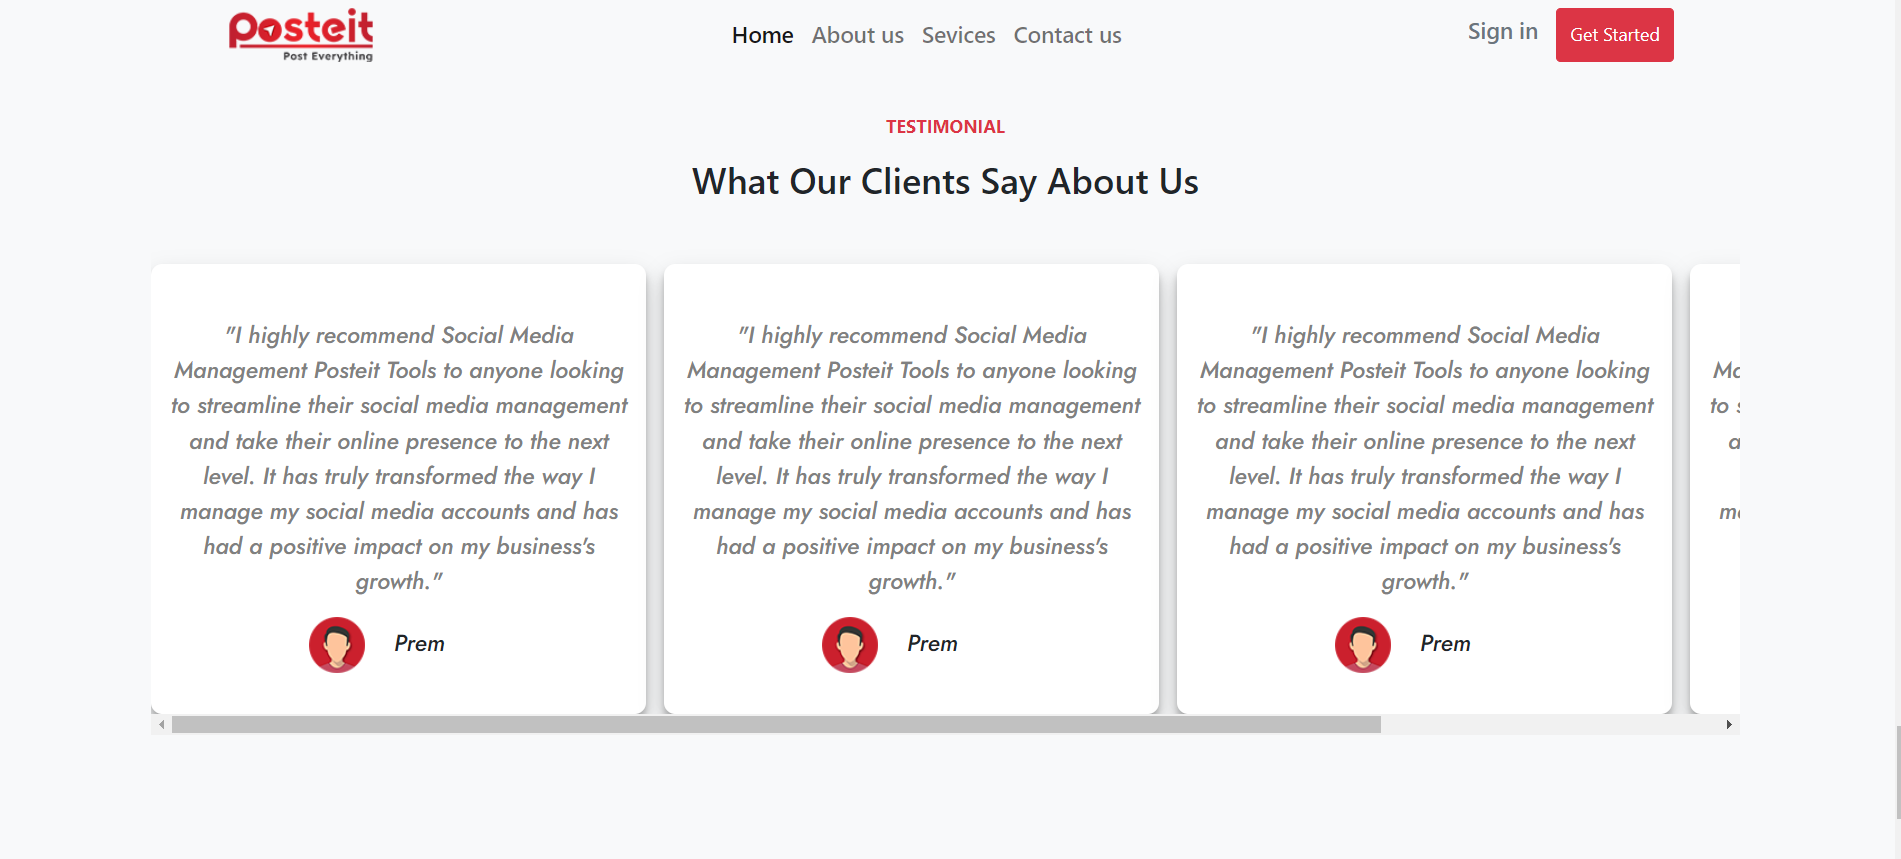 posteit
Post Everything
Home About us Sevices Contact us
Sign in
Get Started
TESTIMONIAL
What Our Clients Say About Us
"I highly recommend Social Media
Management Posteit Tools to anyone looking
to streamline their social media management
and take their online presence to the next
level. It has truly transformed the way I
manage my social media accounts and has
had a positive impact on my business's
growth."
Prem
"I highly recommend Social Media
Management Posteit Tools to anyone looking
to streamline their social media management
and take their online presence to the next
level. It has truly transformed the way I
manage my social media accounts and has
had a positive impact on my business's
growth."
Prem
"I highly recommend Social Media
Management Posteit Tools to anyone looking
to streamline their social media management
and take their online presence to the next
level. It has truly transformed the way I
manage my social media accounts and has
had a positive impact on my business's
growth."
Prem
to